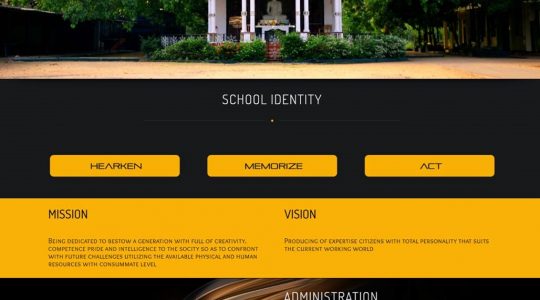 SCHOOL IDENTITY
HEARKEN
MEMORIZE
ACT
MISSION
Being dedicated to bestow a generation with full of creativity,
competence pride and intelligence to the socity so as to confront
with future challenges utilizing the available physical and human
resources with consummate level
VISION
Producing of expertise citizens with total personality that suits
the current working world
ADMINISTRATION